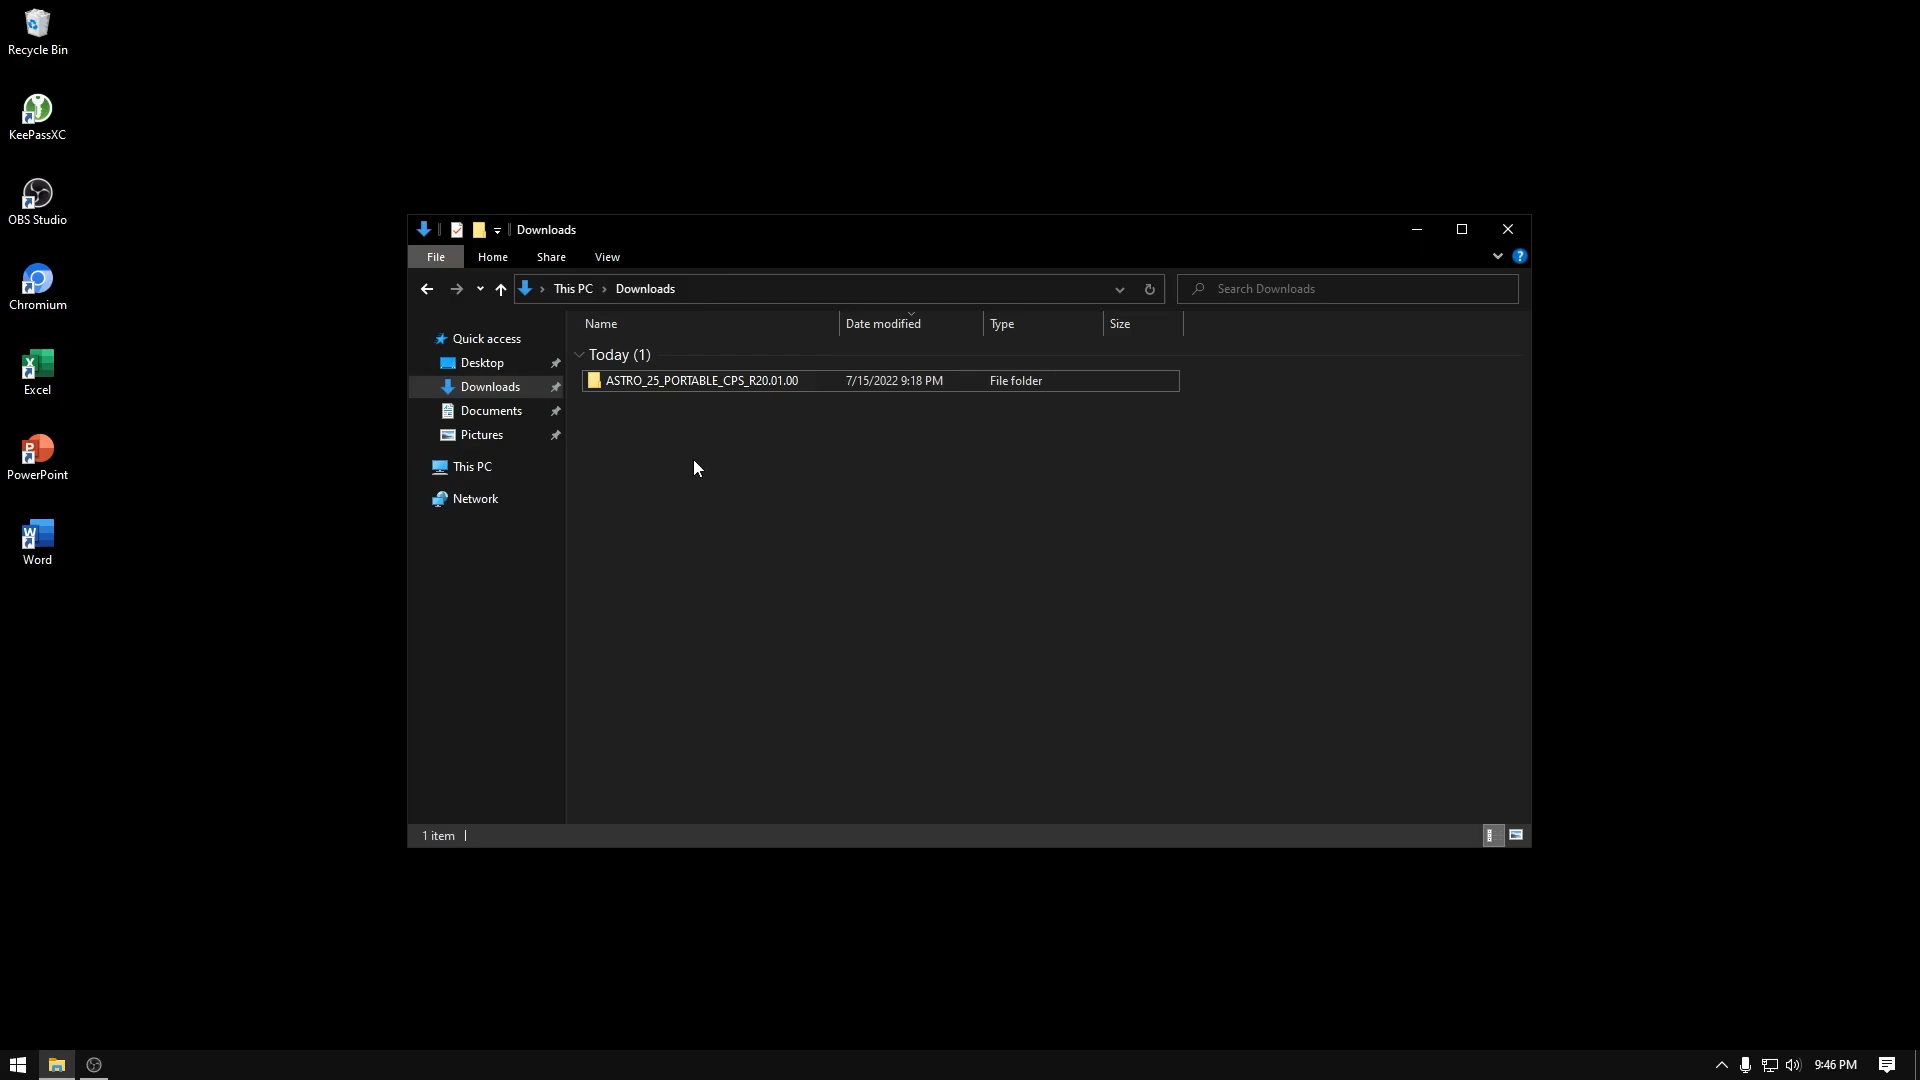 Recycle Bin
KeePassXC
OBS Studio
Chromium
Excel
PowerPoint
Word
Downloads
File Home Share View
This PC Downloads
Search Downloads
Quick access
Desktop
Downloads
Documents
Pictures
This PC
Network
Name Date modified Type Size
Today (1)
ASTRO_25_PORTABLE_CPS_R20.01.00 7/15/2022 9:18 PM File folder
1 item
9:46 PM